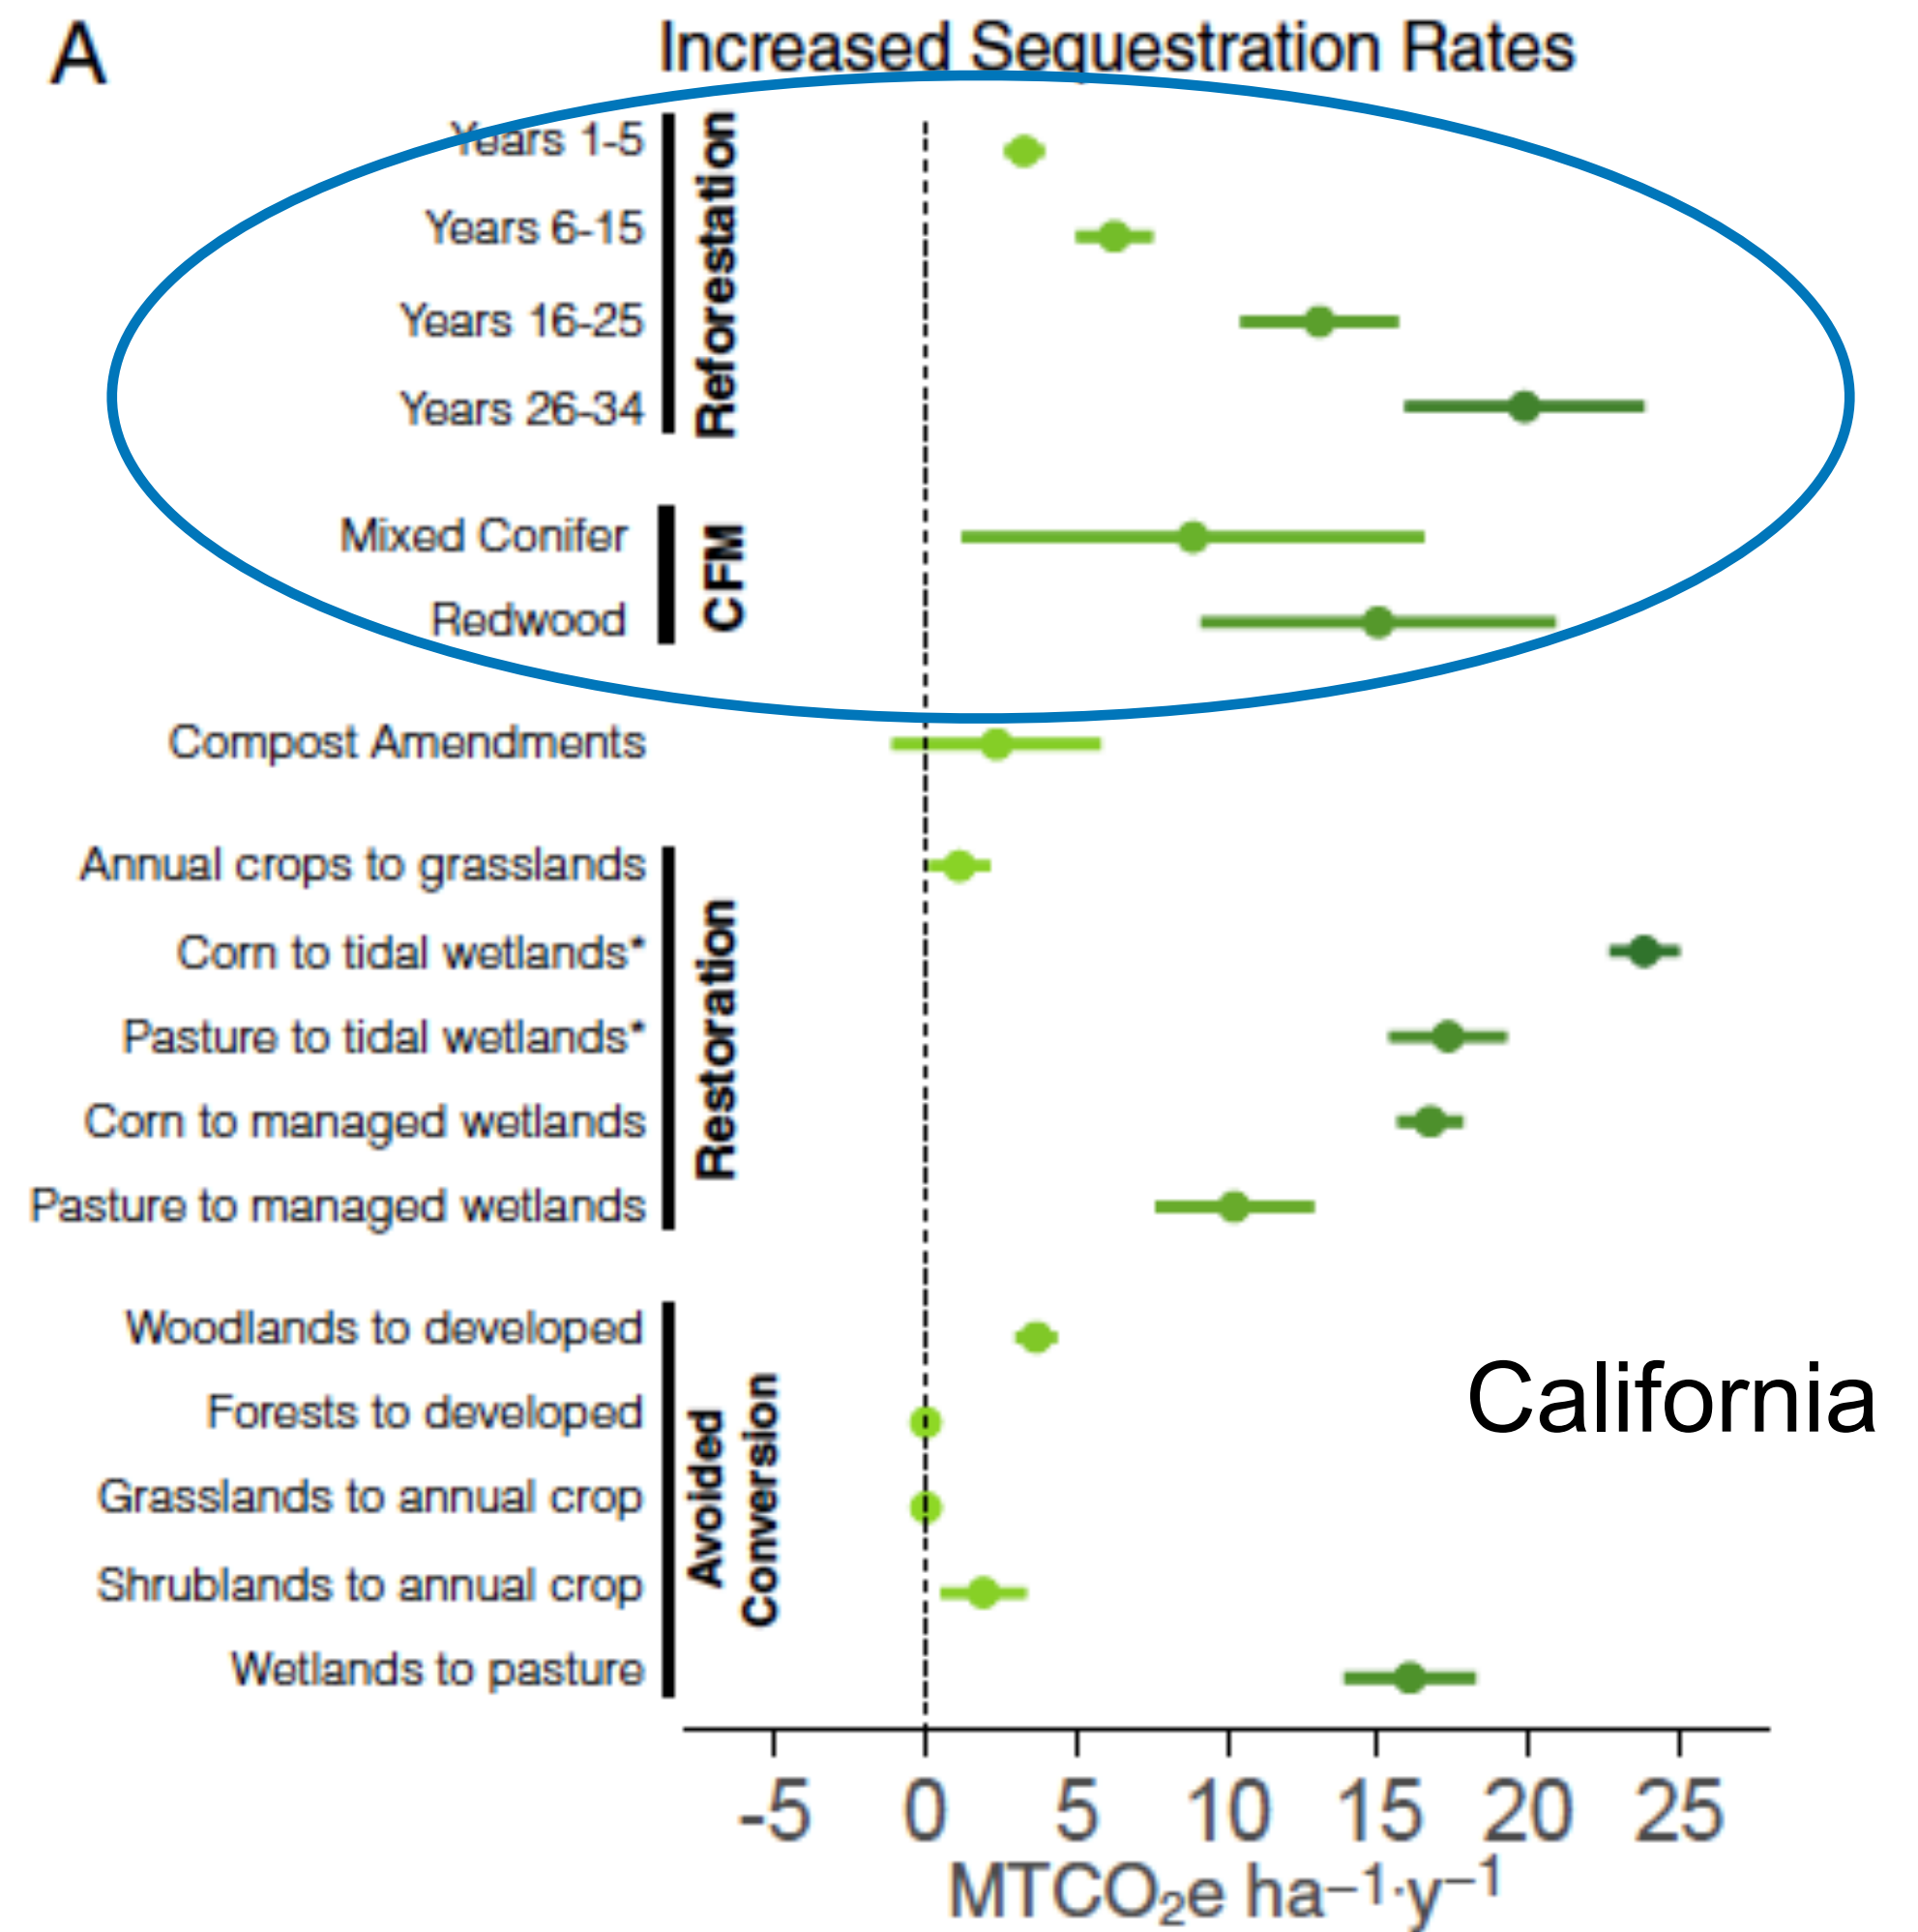 A
Increased Sequestration Rates
Years 1-5
Years 6-15
Years 16-25
Years 26-34
Reforestation
Mixed Conifer
Redwood
CFM
Compost Amendments
Annual crops to grasslands
Corn to tidal wetlands*
Pasture to tidal wetlands*
Corn to managed wetlands
Pasture to managed wetlands
Restoration
Woodlands to developed
Forests to developed
Grasslands to annual crop
Shrublands to annual crop
Wetlands to pasture
Avoided
Conversion
California
-5 0 5 10 15 20 25
MTCO₂e ha⁻¹·y⁻¹